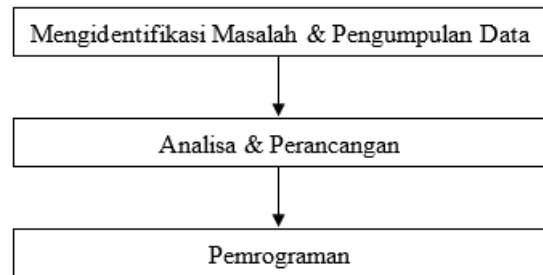 Mengidentifikasi Masalah & Pengumpulan Data
Analisa & Perancangan
Pemrograman